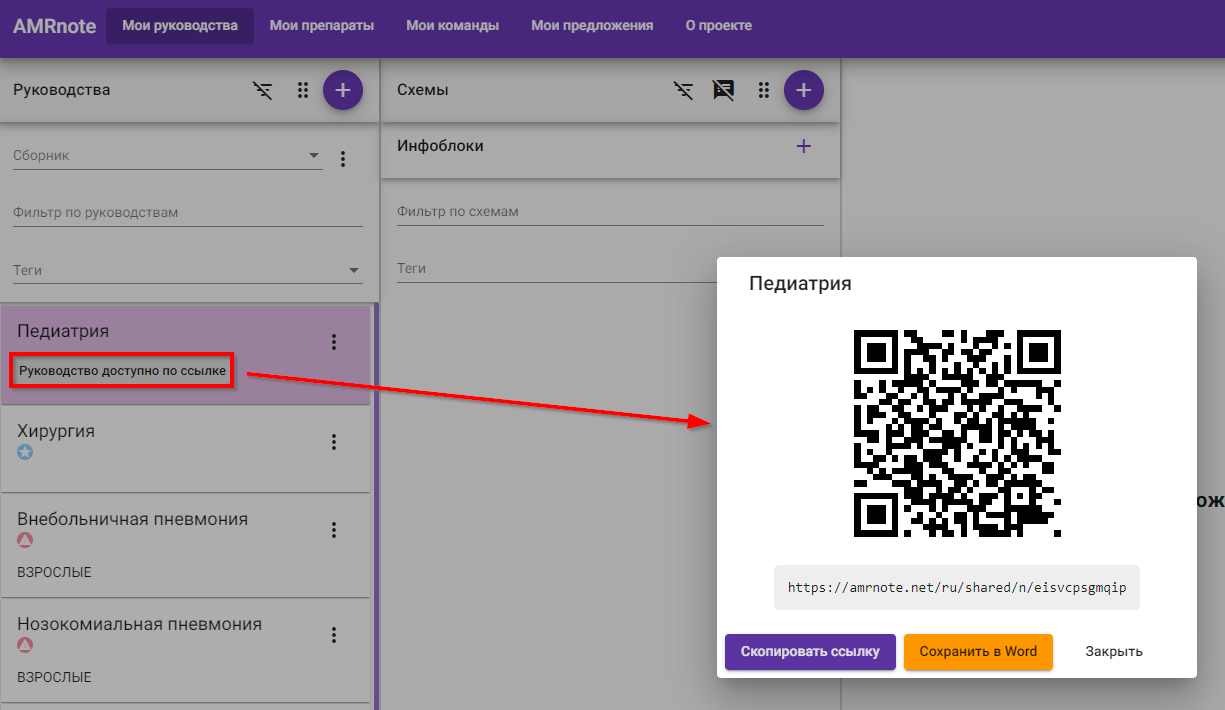 AMRnote Мои руководства Мои препараты Мои команды Мои предложения О проекте
Руководства
Сборник
Фильтр по руководствам
Теги
Педиатрия
Руководство доступно по ссылке
Хирургия
Внебольничная пневмония
ВЗРОСЛЫЕ
Нозокомиальная пневмония
ВЗРОСЛЫЕ
Схемы
Инфоблоки
Фильтр по схемам
Теги
Педиатрия
https://amrnote.net/ru/shared/n/eisvcpsgmqip
Скопировать ссылку Сохранить в Word Закрыть
ож